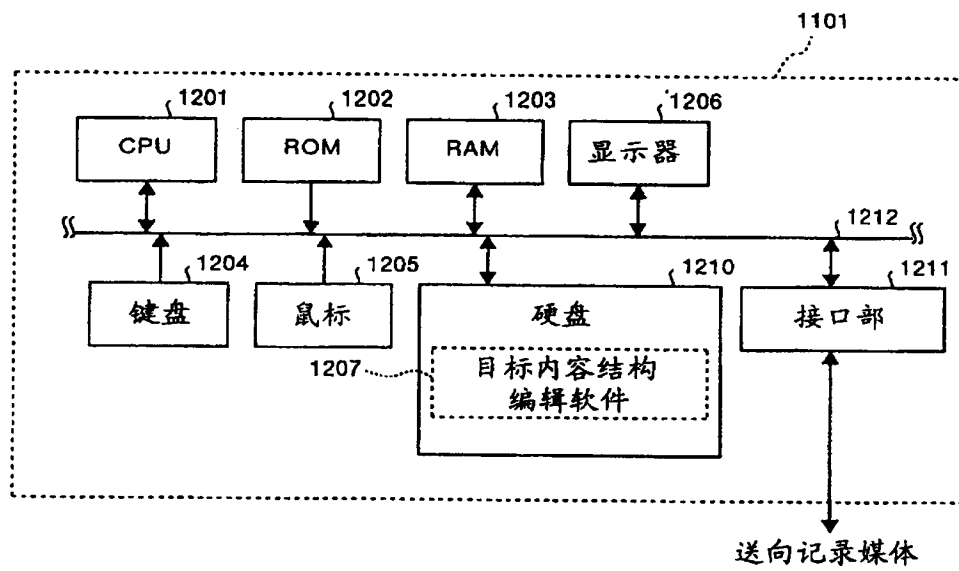 1101
1201
1202
1203
1206
CPU
ROM
RAM
显示器
1212
1204
1205
1210
1211
键盘
鼠标
硬盘
接口部
1207
目标内容结构
编辑软件
送向记录媒体